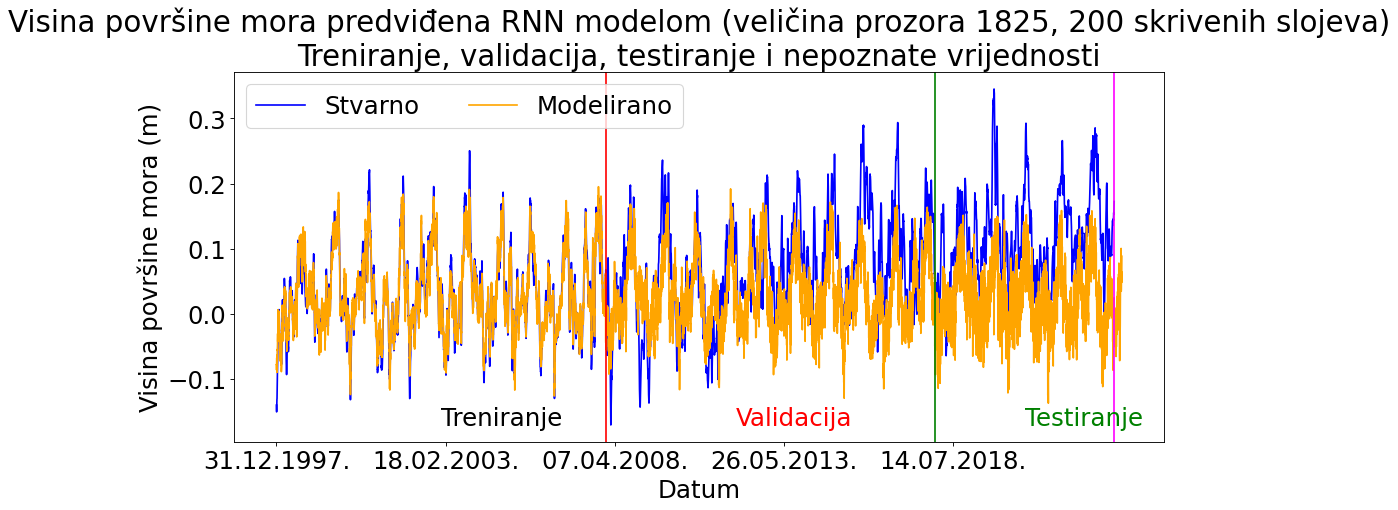 Visina površine mora predviđena RNN modelom (veličina prozora 1825, 200 skrivenih slojeva)
Treniranje, validacija, testiranje i nepoznate vrijednosti
Stvarno
Modelirano
Visina površine mora (m)
0.3
0.2
0.1
0.0
−0.1
Treniranje
Validacija
Testiranje
31.12.1997.
18.02.2003.
07.04.2008.
26.05.2013.
14.07.2018.
Datum